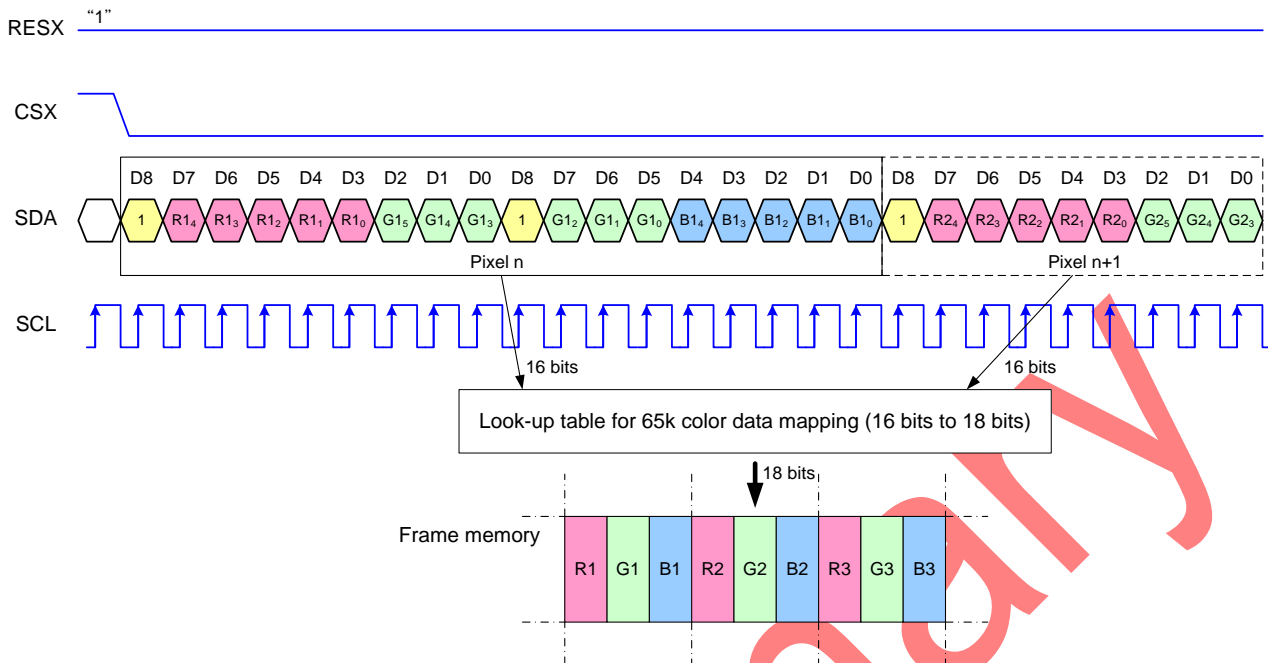 RESX "1"
CSX
D8 D7 D6 D5 D4 D3 D2 D1 D0 D8 D7 D6 D5 D4 D3 D2 D1 D0 D8 D7 D6 D5 D4 D3 D2 D1 D0
SDA 1 R1₄ R1₃ R1₂ R1₁ R1₀ G1₅ G1₄ G1₃ 1 G1₂ G1₁ G1₀ B1₄ B1₃ B1₂ B1₁ B1₀ 1 R2₄ R2₃ R2₂ R2₁ R2₀ G2₅ G2₄ G2₃
Pixel n Pixel n+1
SCL
16 bits 16 bits
Look-up table for 65k color data mapping (16 bits to 18 bits)
18 bits
Frame memory
R1 G1 B1 R2 G2 B2 R3 G3 B3